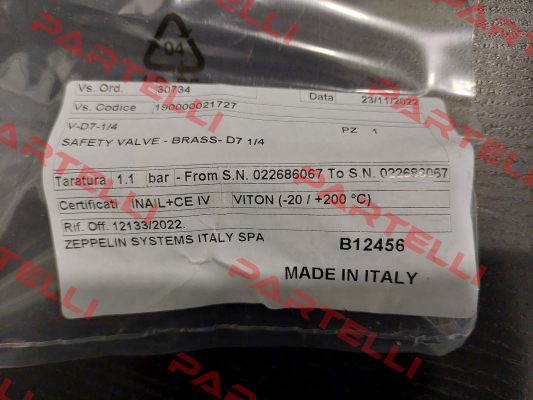 04
Vs. Ord. 30734 Data 23/11/2022
Vs. Codice 190000021727
V-D7-1/4 PZ 1
SAFETY VALVE - BRASS- D7 1/4
Taratura 1.1 bar - From S.N. 022686067 To S N. 022683067
Certificati INAIL+CE IV VITON (-20 / +200 °C)
Rif. Off. 12133/2022.
ZEPPELIN SYSTEMS ITALY SPA B12456
MADE IN ITALY
PARTELLI
PARTELLI
PARTELLI
PARTELLI
PARTELLI
PARTELLI